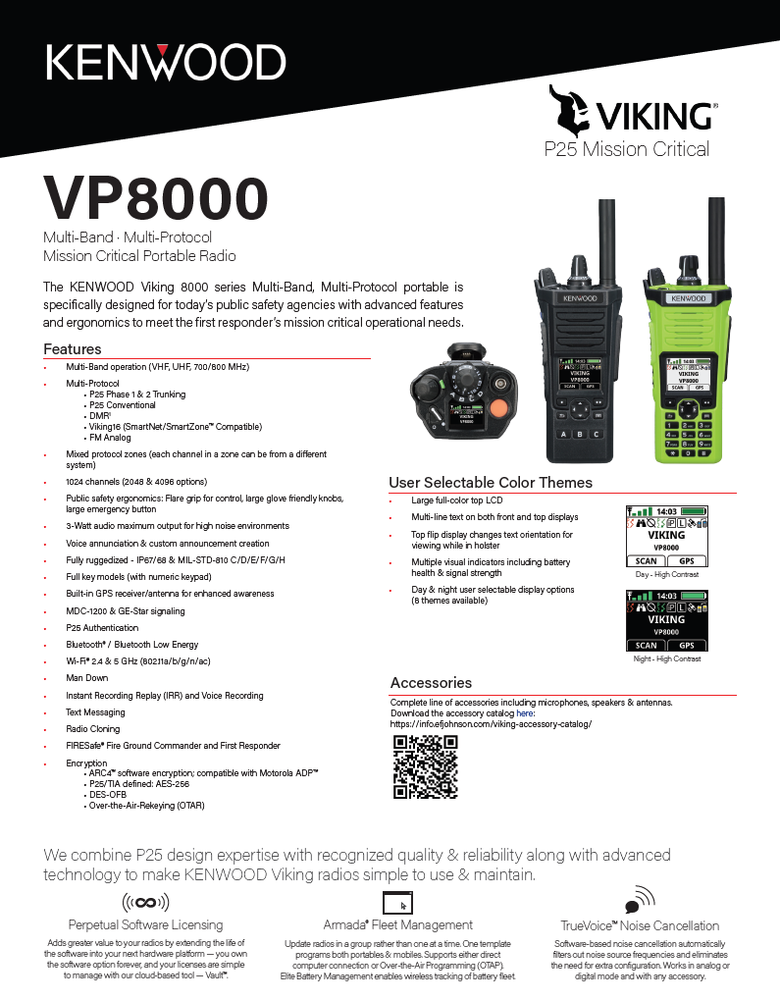 KENWOOD
VIKING®
P25 Mission Critical
VP8000
Multi-Band · Multi-Protocol
Mission Critical Portable Radio
The KENWOOD Viking 8000 series Multi-Band, Multi-Protocol portable is
specifically designed for today's public safety agencies with advanced features
and ergonomics to meet the first responder's mission critical operational needs.
Features
• Multi-Band operation (VHF, UHF, 700/800 MHz)
• Multi-Protocol
• P25 Phase 1 & 2 Trunking
• P25 Conventional
• DMR¹
• Viking16 (SmartNet/SmartZone™ Compatible)
• FM Analog
• Mixed protocol zones (each channel in a zone can be from a different
system)
• 1024 channels (2048 & 4096 options)
• Public safety ergonomics: Flare grip for control, large glove friendly knobs,
large emergency button
• 3-Watt audio maximum output for high noise environments
• Voice annunciation & custom announcement creation
• Fully ruggedized - IP67/68 & MIL-STD-810 C/D/E/F/G/H
• Full key models (with numeric keypad)
• Built-in GPS receiver/antenna for enhanced awareness
• MDC-1200 & GE-Star signaling
• P25 Authentication
• Bluetooth® / Bluetooth Low Energy
• Wi-Fi® 2.4 & 5 GHz (802.11a/b/g/n/ac)
• Man Down
• Instant Recording Replay (IRR) and Voice Recording
• Text Messaging
• Radio Cloning
• FIRESafe® Fire Ground Commander and First Responder
• Encryption
• ARC4™ software encryption; compatible with Motorola ADP™
• P25/TIA defined: AES-256
• DES-OFB
• Over-the-Air-Rekeying (OTAR)
VIKING
VP8000
KENWOOD
14:03
VIKING
VP8000
SCAN GPS
A B C
KENWOOD
14:03
VIKING
VP8000
SCAN GPS
User Selectable Color Themes
• Large full-color top LCD
• Multi-line text on both front and top displays
• Top flip display changes text orientation for
viewing while in holster
• Multiple visual indicators including battery
health & signal strength
• Day & night user selectable display options
(8 themes available)
14:03
P L
VIKING
VP8000
SCAN GPS
Day - High Contrast
14:03
P L
VIKING
VP8000
SCAN GPS
Night - High Contrast
Accessories
Complete line of accessories including microphones, speakers & antennas.
Download the accessory catalog here:
https://info.efjohnson.com/viking-accessory-catalog/
We combine P25 design expertise with recognized quality & reliability along with advanced
technology to make KENWOOD Viking radios simple to use & maintain.
Perpetual Software Licensing
Adds greater value to your radios by extending the life of
the software into your next hardware platform — you own
the software option forever, and your licenses are simple
to manage with our cloud-based tool — Vault™.
Armada® Fleet Management
Update radios in a group rather than one at a time. One template
programs both portables & mobiles. Supports either direct
computer connection or Over-the-Air Programming (OTAP).
Elite Battery Management enables wireless tracking of battery fleet.
TrueVoice™ Noise Cancellation
Software-based noise cancellation automatically
filters out noise source frequencies and eliminates
the need for extra configuration. Works in analog or
digital mode and with any accessory.